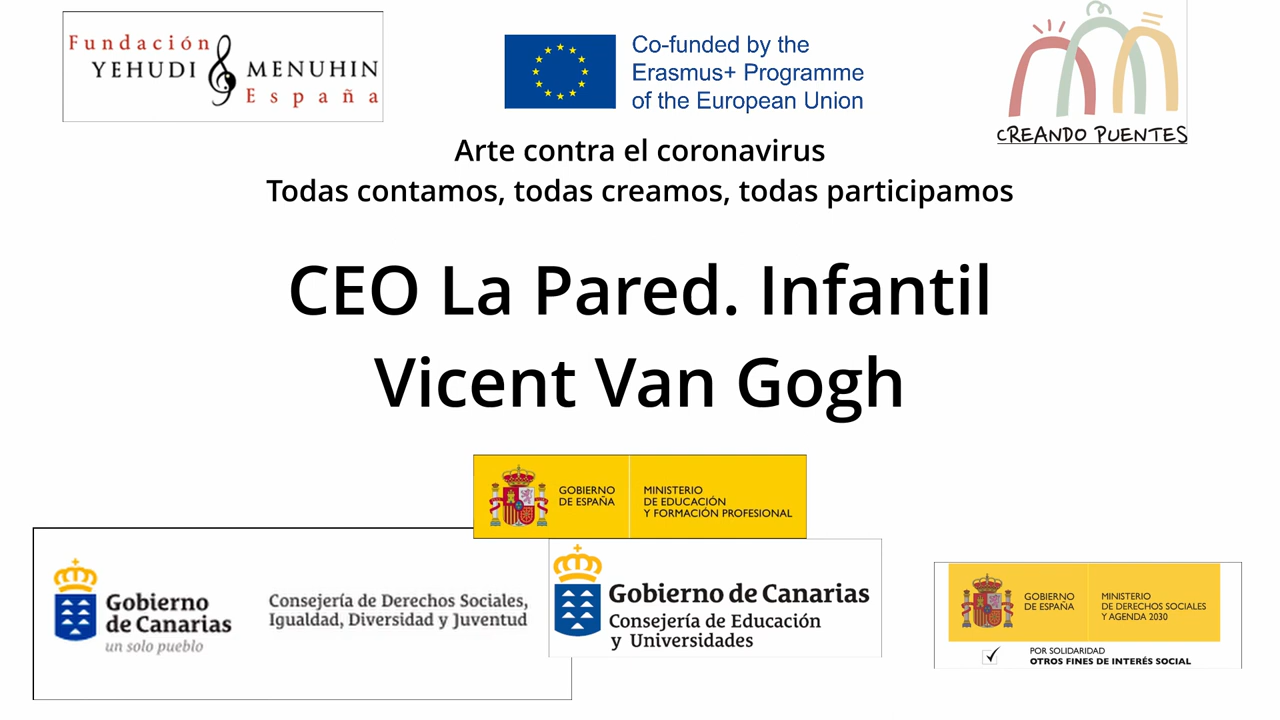 Fundación
YEHUDI MENUHIN
España
Co-funded by the
Erasmus+ Programme
of the European Union
CREANDO PUENTES
Arte contra el coronavirus
Todas contamos, todas creamos, todas participamos
CEO La Pared. Infantil
Vicent Van Gogh
GOBIERNO
DE ESPAÑA
MINISTERIO
DE EDUCACIÓN
Y FORMACIÓN PROFESIONAL
Gobierno
de Canarias
un solo pueblo
Consejería de Derechos Sociales,
Igualdad, Diversidad y Juventud
Gobierno de Canarias
Consejería de Educación
y Universidades
GOBIERNO
DE ESPAÑA
MINISTERIO
DE DERECHOS SOCIALES
Y AGENDA 2030
POR SOLIDARIDAD
OTROS FINES DE INTERÉS SOCIAL